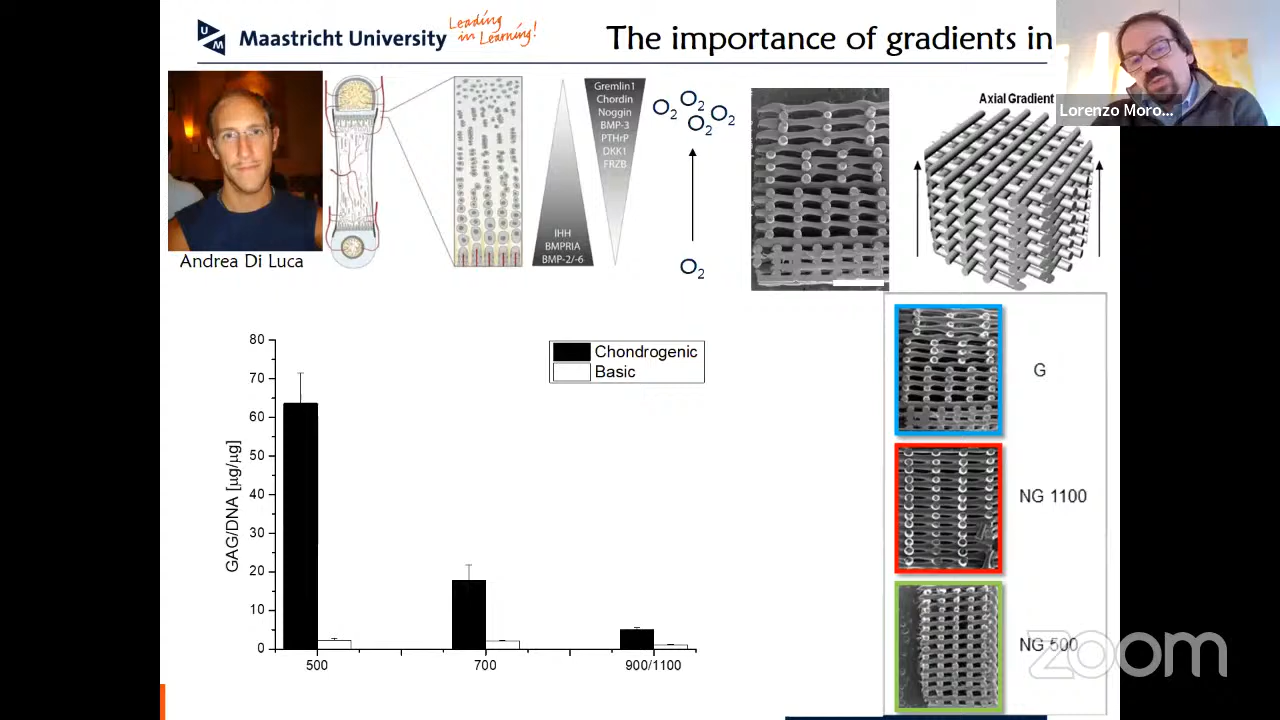 UM
Maastricht University
Leading
in Learning!
The importance of gradients in
Lorenzo Moro...
Andrea Di Luca
Gremlin1
Chordin
Noggin
BMP-3
PTHrP
DKK1
FRZB
IHH
BMPRIA
BMP-2/-6
O2
O2
O2
O2
O2
Axial Gradient
GAG/DNA [µg/µg]
80
70
60
50
40
30
20
10
0
500
700
900/1100
Chondrogenic
Basic
G
NG 1100
NG 500
zoom